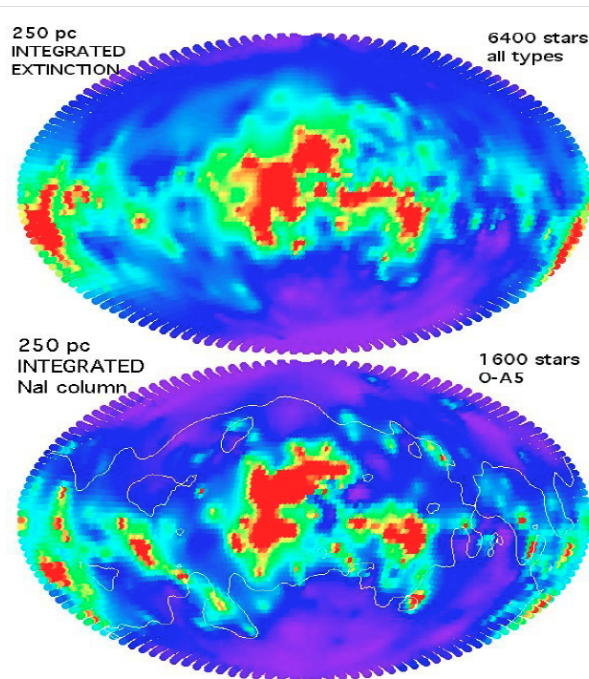 250 pc
INTEGRATED
EXTINCTION
6400 stars
all types
250 pc
INTEGRATED
NaI column
1600 stars
O-A5